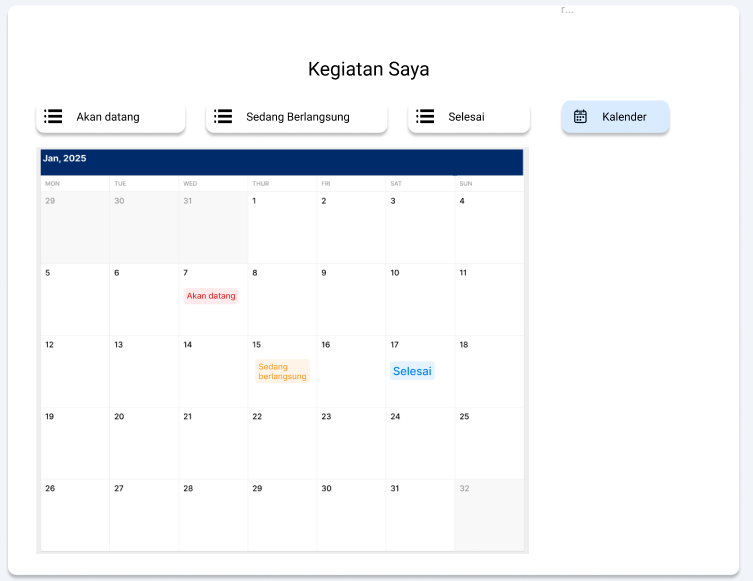 Kegiatan Saya
Akan datang
Sedang Berlangsung
Selesai
Kalender
Jan, 2025
MON TUE WED THUR FRI SAT SUN
29 30 31 1 2 3 4
5 6 7 8 9 10 11
Akan datang
12 13 14 15 16 17 18
Sedang
berlangsung
Selesai
19 20 21 22 23 24 25
26 27 28 29 30 31 32